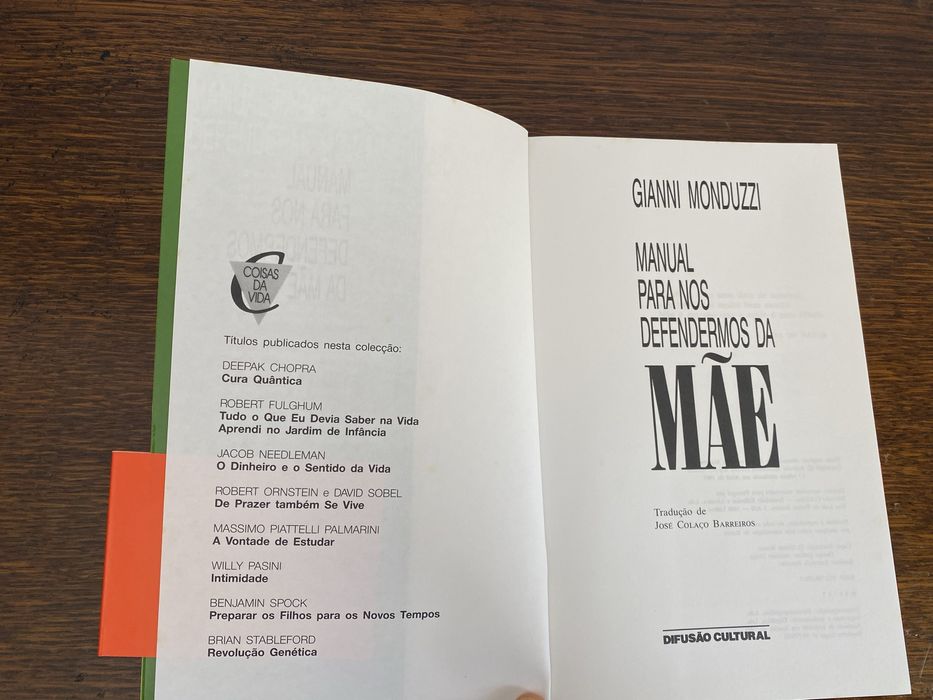 COISAS
DA
VIDA
Títulos publicados nesta colecção:
DEEPAK CHOPRA
Cura Quântica
ROBERT FULGHUM
Tudo o Que Eu Devia Saber na Vida
Aprendi no Jardim de Infância
JACOB NEEDLEMAN
O Dinheiro e o Sentido da Vida
ROBERT ORNSTEIN e DAVID SOBEL
De Prazer também Se Vive
MASSIMO PIATTELLI PALMARINI
A Vontade de Estudar
WILLY PASINI
Intimidade
BENJAMIN SPOCK
Preparar os Filhos para os Novos Tempos
BRIAN STABLEFORD
Revolução Genética
GIANNI MONDUZZI
MANUAL
PARA NOS
DEFENDERMOS DA
MÃE
Tradução de
JOSÉ COLAÇO BARREIROS
DIFUSÃO CULTURAL